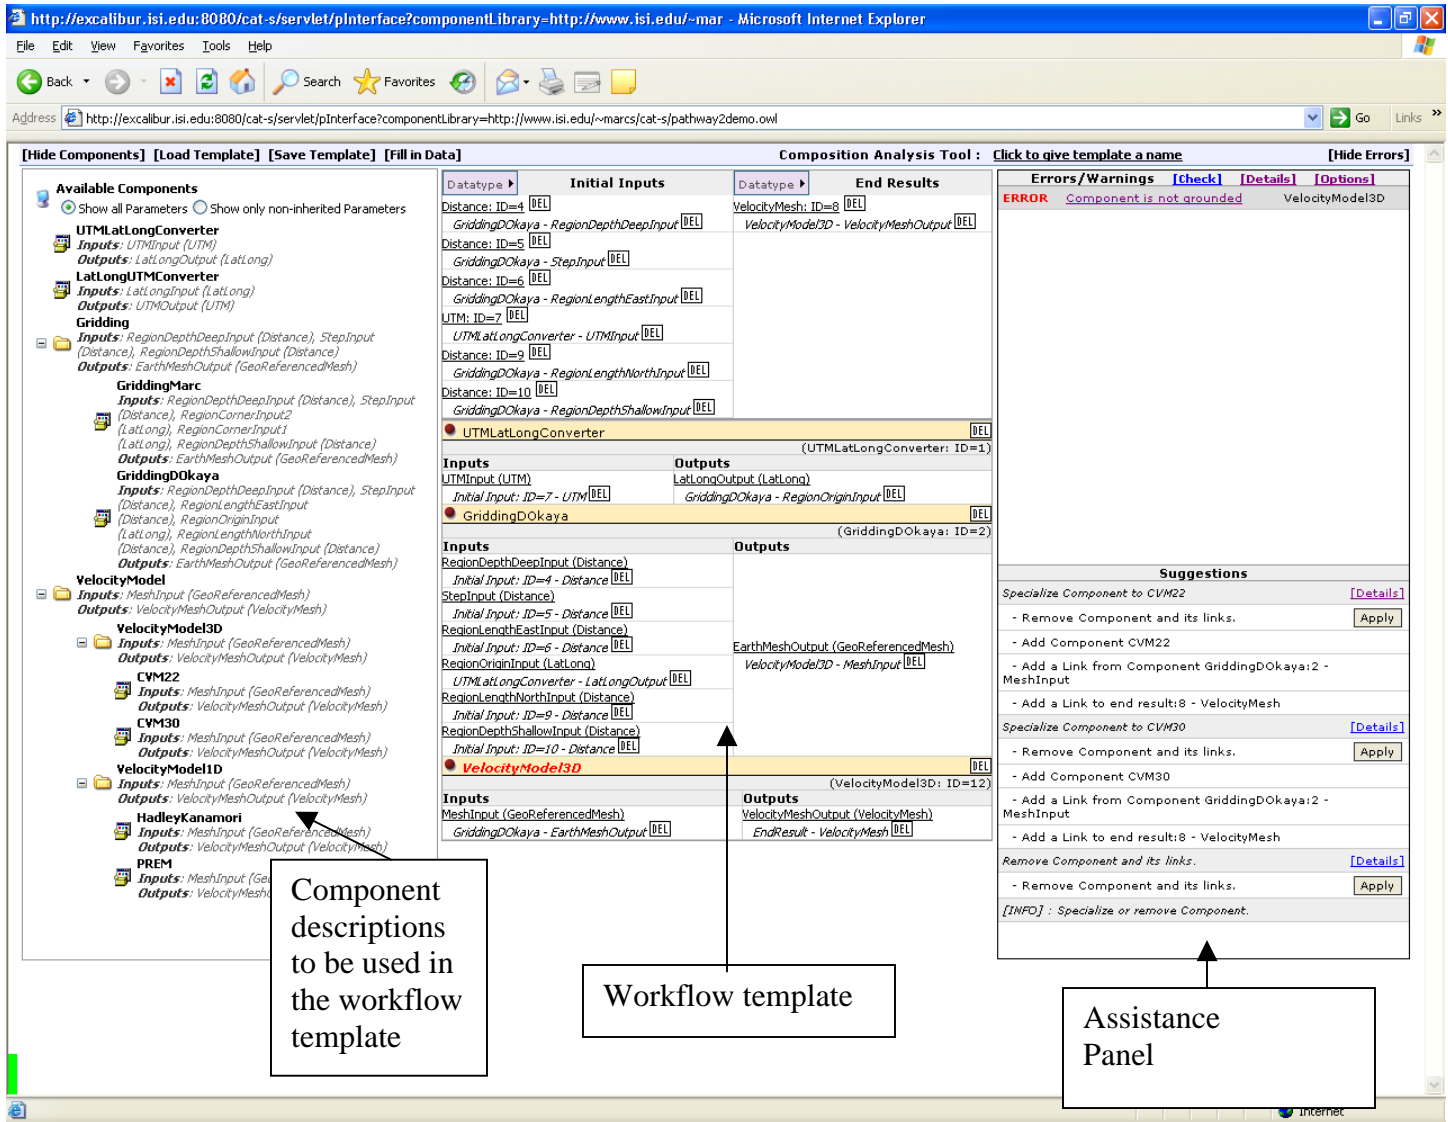 http://excalibur.isi.edu:8080/cat-s/servlet/pInterface?componentLibrary=http://www.isi.edu/~mar - Microsoft Internet Explorer
File Edit View Favorites Tools Help
Back Search Favorites
Address http://excalibur.isi.edu:8080/cat-s/servlet/pInterface?componentLibrary=http://www.isi.edu/~marcs/cat-s/pathway2demo.owl Go Links »
[Hide Components] [Load Template] [Save Template] [Fill in Data] Composition Analysis Tool : Click to give template a name [Hide Errors]
Available Components
Show all Parameters Show only non-inherited Parameters
UTMLatLongConverter
Inputs: UTMInput (UTM)
Outputs: LatLongOutput (LatLong)
LatLongUTMConverter
Inputs: LatLongInput (LatLong)
Outputs: UTMOutput (UTM)
Gridding
Inputs: RegionDepthDeepInput (Distance), StepInput
(Distance), RegionDepthShallowInput (Distance)
Outputs: EarthMeshOutput (GeoReferencedMesh)
GriddingMarc
Inputs: RegionDepthDeepInput (Distance), StepInput
(Distance), RegionCornerInput2
(LatLong), RegionCornerInput1
(LatLong), RegionDepthShallowInput (Distance)
Outputs: EarthMeshOutput (GeoReferencedMesh)
GriddingDOkaya
Inputs: RegionDepthDeepInput (Distance), StepInput
(Distance), RegionLengthEastInput
(Distance), RegionOriginInput
(LatLong), RegionLengthNorthInput
(Distance), RegionDepthShallowInput (Distance)
Outputs: EarthMeshOutput (GeoReferencedMesh)
VelocityModel
Inputs: MeshInput (GeoReferencedMesh)
Outputs: VelocityMeshOutput (VelocityMesh)
VelocityModel3D
Inputs: MeshInput (GeoReferencedMesh)
Outputs: VelocityMeshOutput (VelocityMesh)
CVM22
Inputs: MeshInput (GeoReferencedMesh)
Outputs: VelocityMeshOutput (VelocityMesh)
CVM30
Inputs: MeshInput (GeoReferencedMesh)
Outputs: VelocityMeshOutput (VelocityMesh)
VelocityModel1D
Inputs: MeshInput (GeoReferencedMesh)
Outputs: VelocityMeshOutput (VelocityMesh)
HadleyKanamori
Inputs: MeshInput (GeoReferencedMesh)
Outputs: VelocityMeshOutput (VelocityMesh)
PREM
Inputs: MeshInput
Outputs:
Datatype Initial Inputs
Distance: ID=4 DEL
GriddingDOkaya - RegionDepthDeepInput DEL
Distance: ID=5 DEL
GriddingDOkaya - StepInput DEL
Distance: ID=6 DEL
GriddingDOkaya - RegionLengthEastInput DEL
UTM: ID=7 DEL
UTMLatLongConverter - UTMInput DEL
Distance: ID=9 DEL
GriddingDOkaya - RegionLengthNorthInput DEL
Distance: ID=10 DEL
GriddingDOkaya - RegionDepthShallowInput DEL
Datatype End Results
VelocityMesh: ID=8 DEL
VelocityModel3D - VelocityMeshOutput DEL
UTMLatLongConverter DEL
(UTMLatLongConverter: ID=1)
Inputs Outputs
UTMInput (UTM) LatLongOutput (LatLong)
Initial Input: ID=7 - UTM DEL GriddingDOkaya - RegionOriginInput DEL
GriddingDOkaya DEL
(GriddingDOkaya: ID=2)
Inputs Outputs
RegionDepthDeepInput (Distance)
Initial Input: ID=4 - Distance DEL
StepInput (Distance)
Initial Input: ID=5 - Distance DEL
RegionLengthEastInput (Distance)
Initial Input: ID=6 - Distance DEL
RegionOriginInput (LatLong)
UTMLatLongConverter - LatLongOutput DEL
RegionLengthNorthInput (Distance)
Initial Input: ID=9 - Distance DEL
RegionDepthShallowInput (Distance)
Initial Input: ID=10 - Distance DEL
EarthMeshOutput (GeoReferencedMesh)
VelocityModel3D - MeshInput DEL
VelocityModel3D DEL
(VelocityModel3D: ID=12)
Inputs Outputs
MeshInput (GeoReferencedMesh) VelocityMeshOutput (VelocityMesh)
GriddingDOkaya - EarthMeshOutput DEL EndResult - VelocityMesh DEL
Errors/Warnings [Check] [Details] [Options]
ERROR Component is not grounded VelocityModel3D
Suggestions
Specialize Component to CVM22 [Details]
- Remove Component and its links. Apply
- Add Component CVM22
- Add a Link from Component GriddingDOkaya:2 -
MeshInput
- Add a Link to end result:8 - VelocityMesh
Specialize Component to CVM30 [Details]
- Remove Component and its links. Apply
- Add Component CVM30
- Add a Link from Component GriddingDOkaya:2 -
MeshInput
- Add a Link to end result:8 - VelocityMesh
Remove Component and its links. [Details]
- Remove Component and its links. Apply
[INFO] : Specialize or remove Component.
Component
descriptions
to be used in
the workflow
template
Workflow template
Assistance
Panel
Internet